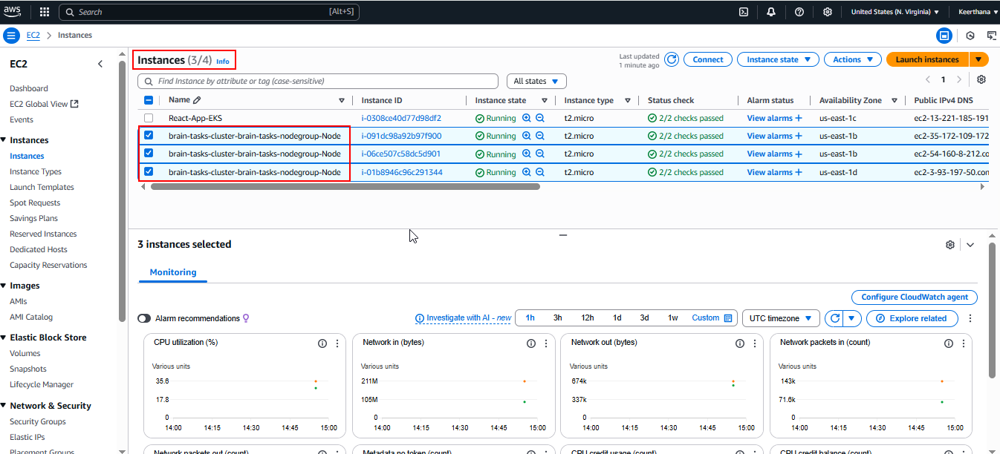 aws Search [Alt+S] United States (N. Virginia) Keerthana
EC2 Instances
EC2
Dashboard
EC2 Global View
Events
Instances
Instances
Instance Types
Launch Templates
Spot Requests
Savings Plans
Reserved Instances
Dedicated Hosts
Capacity Reservations
Images
AMIs
AMI Catalog
Elastic Block Store
Volumes
Snapshots
Lifecycle Manager
Network & Security
Security Groups
Elastic IPs
Placement Groups
Instances (3/4) Info
Last updated
1 minute ago
Connect Instance state Actions Launch instances
Find Instance by attribute or tag (case-sensitive) All states 1
Name Instance ID Instance state Instance type Status check Alarm status Availability Zone Public IPv4 DNS
React-App-EKS i-0308ce40d77d98df2 Running t2.micro 2/2 checks passed View alarms + us-east-1c ec2-13-221-185-191
brain-tasks-cluster-brain-tasks-nodegroup-Node i-091dc98a92b97f900 Running t2.micro 2/2 checks passed View alarms + us-east-1b ec2-35-172-109-172
brain-tasks-cluster-brain-tasks-nodegroup-Node i-06ce507c58dc5d901 Running t2.micro 2/2 checks passed View alarms + us-east-1b ec2-54-160-8-212.co
brain-tasks-cluster-brain-tasks-nodegroup-Node i-01b8946c96c291344 Running t2.micro 2/2 checks passed View alarms + us-east-1d ec2-3-93-197-50.com
3 instances selected
Monitoring
Configure CloudWatch agent
Alarm recommendations Investigate with AI - new 1h 3h 12h 1d 3d 1w Custom UTC timezone Explore related
CPU utilization (%)
Various units
35.6
17.8
0
14:00 14:15 14:30 14:45 15:00
Network in (bytes)
Various units
211M
105M
0
14:00 14:15 14:30 14:45 15:00
Network out (bytes)
Various units
674k
337k
0
14:00 14:15 14:30 14:45 15:00
Network packets in (count)
Various units
143k
71.6k
0
14:00 14:15 14:30 14:45 15:00
Network packets out (count) Metadata no token (count) CPU credit usage (count) CPU credit balance (count)